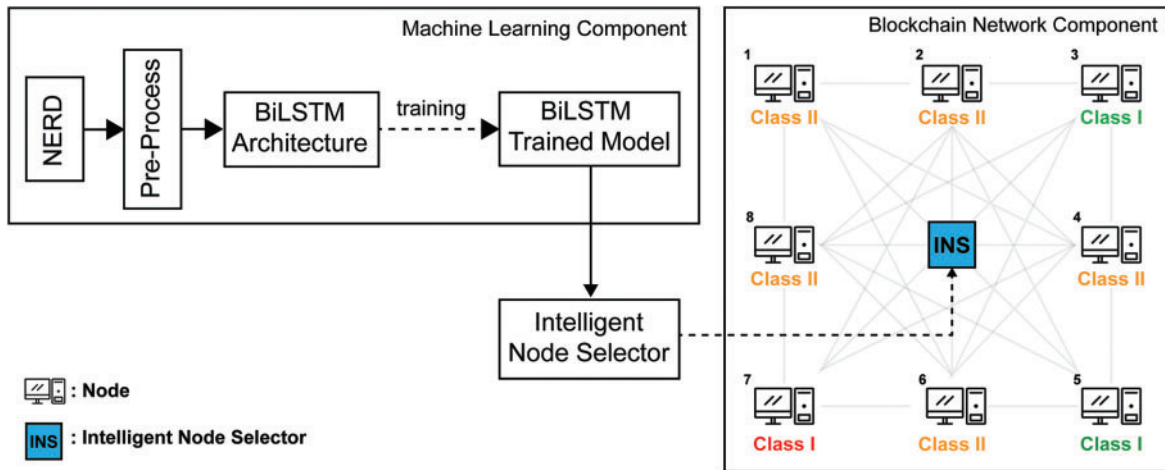 Machine Learning Component
NERD
Pre-Process
BiLSTM
Architecture
training
BiLSTM
Trained Model
Intelligent
Node Selector
: Node
INS
: Intelligent Node Selector
Blockchain Network Component
1
Class II
2
Class II
3
Class I
8
Class II
INS
4
Class II
7
Class I
6
Class II
5
Class I